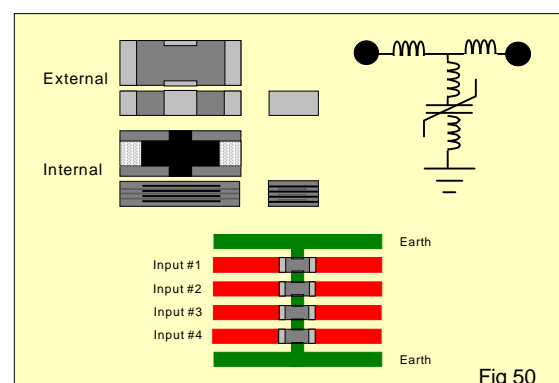 External
Internal
Earth
Input #1
Input #2
Input #3
Input #4
Earth
Fig 50